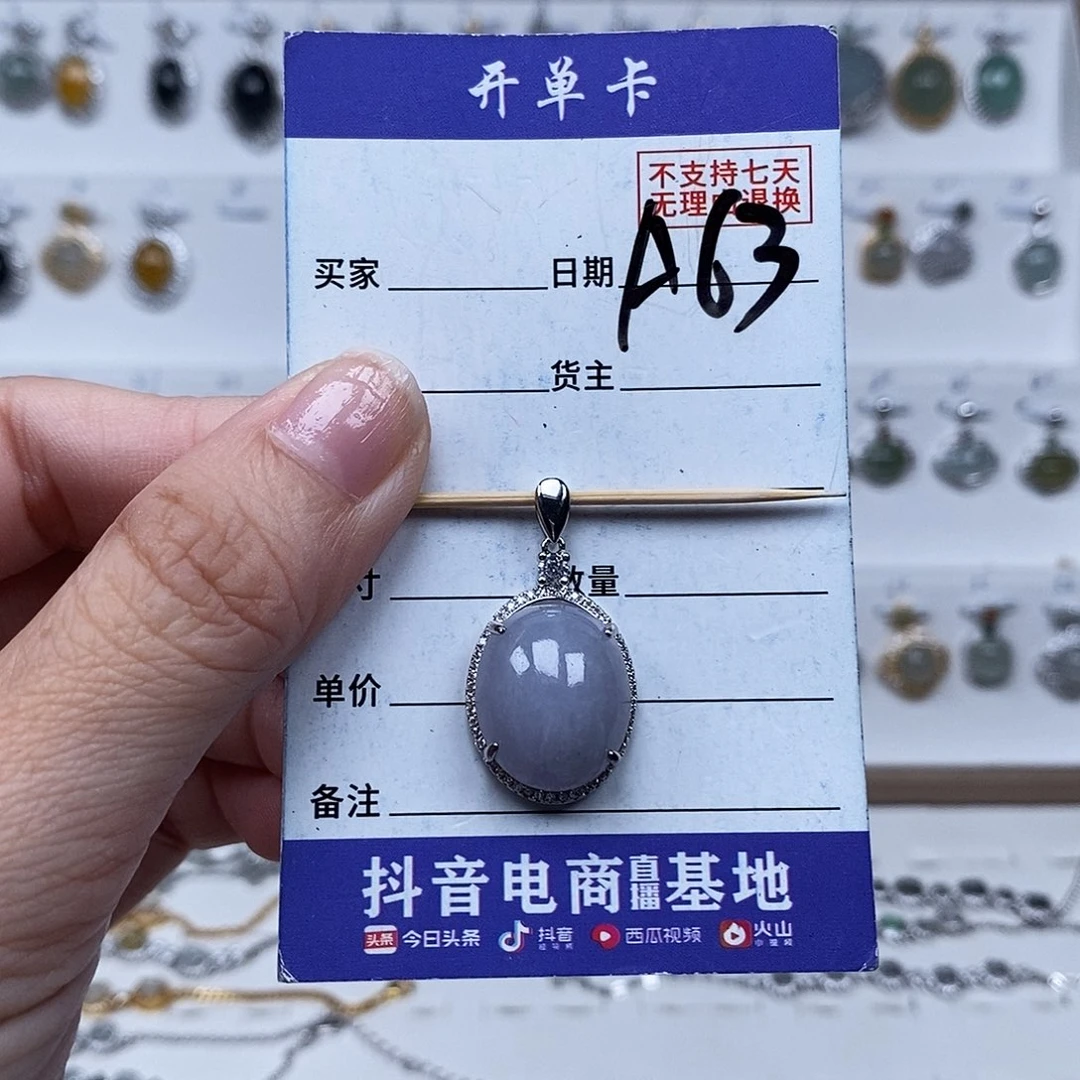 开单卡
不支持七天
无理由退换
买家 日期 A63
货主
寸 数量
单价
备注
抖音电商直播基地
头条 今日头条 抖音 西瓜视频 火山